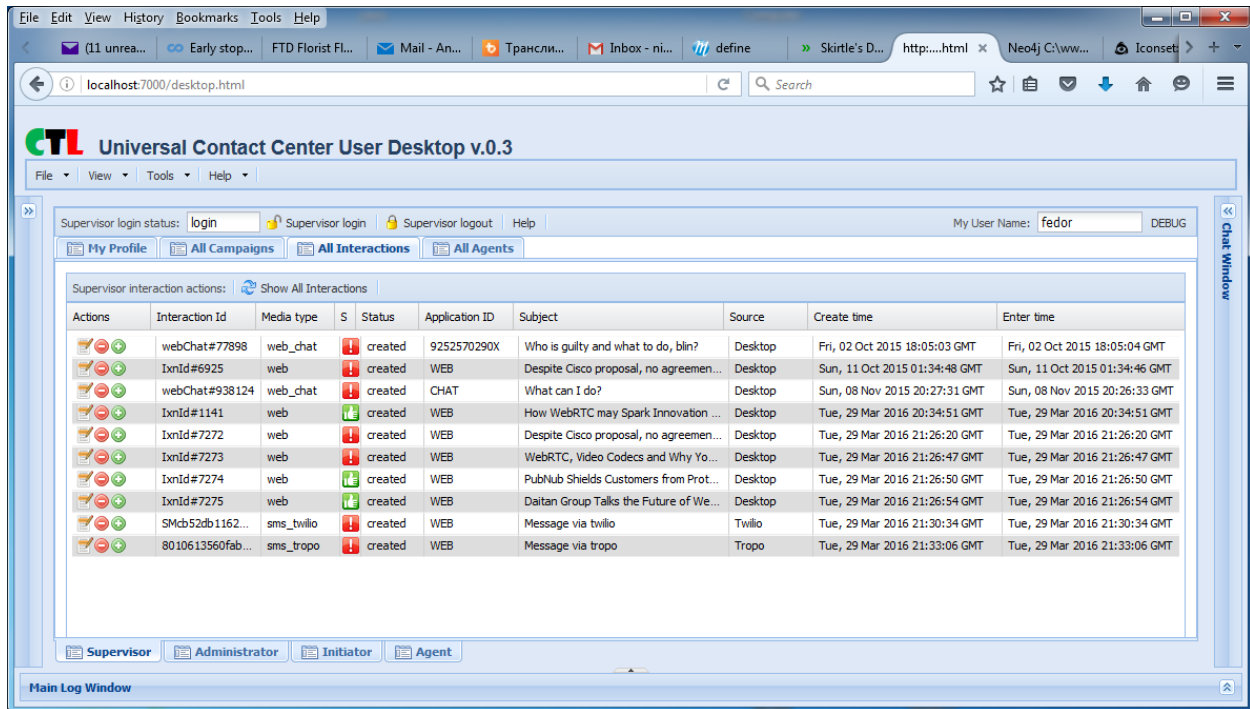 File Edit View History Bookmarks Tools Help
(11 unrea... Early stop... FTD Florist Fl... Mail - An... Трансли... Inbox - ni... define Skirtle's D... http:....html Neo4j C:\ww... Iconset:
localhost:7000/desktop.html Search
CTL Universal Contact Center User Desktop v.0.3
File View Tools Help
Supervisor login status: login Supervisor login Supervisor logout Help My User Name: fedor DEBUG
My Profile All Campaigns All Interactions All Agents
Chat Window
Supervisor interaction actions: Show All Interactions
Actions Interaction Id Media type S Status Application ID Subject Source Create time Enter time
webChat#77898 web_chat created 9252570290X Who is guilty and what to do, blin? Desktop Fri, 02 Oct 2015 18:05:03 GMT Fri, 02 Oct 2015 18:05:04 GMT
IxnId#6925 web created WEB Despite Cisco proposal, no agreemen... Desktop Sun, 11 Oct 2015 01:34:48 GMT Sun, 11 Oct 2015 01:34:46 GMT
webChat#938124 web_chat created CHAT What can I do? Desktop Sun, 08 Nov 2015 20:27:31 GMT Sun, 08 Nov 2015 20:26:33 GMT
IxnId#1141 web created WEB How WebRTC may Spark Innovation ... Desktop Tue, 29 Mar 2016 20:34:51 GMT Tue, 29 Mar 2016 20:34:51 GMT
IxnId#7272 web created WEB Despite Cisco proposal, no agreemen... Desktop Tue, 29 Mar 2016 21:26:20 GMT Tue, 29 Mar 2016 21:26:20 GMT
IxnId#7273 web created WEB WebRTC, Video Codecs and Why Yo... Desktop Tue, 29 Mar 2016 21:26:47 GMT Tue, 29 Mar 2016 21:26:47 GMT
IxnId#7274 web created WEB PubNub Shields Customers from Prot... Desktop Tue, 29 Mar 2016 21:26:50 GMT Tue, 29 Mar 2016 21:26:50 GMT
IxnId#7275 web created WEB Daitan Group Talks the Future of We... Desktop Tue, 29 Mar 2016 21:26:54 GMT Tue, 29 Mar 2016 21:26:54 GMT
SMcb52db1162... sms_twilio created WEB Message via twilio Twilio Tue, 29 Mar 2016 21:30:34 GMT Tue, 29 Mar 2016 21:30:34 GMT
8010613560fab... sms_tropo created WEB Message via tropo Tropo Tue, 29 Mar 2016 21:33:06 GMT Tue, 29 Mar 2016 21:33:06 GMT
Supervisor Administrator Initiator Agent
Main Log Window